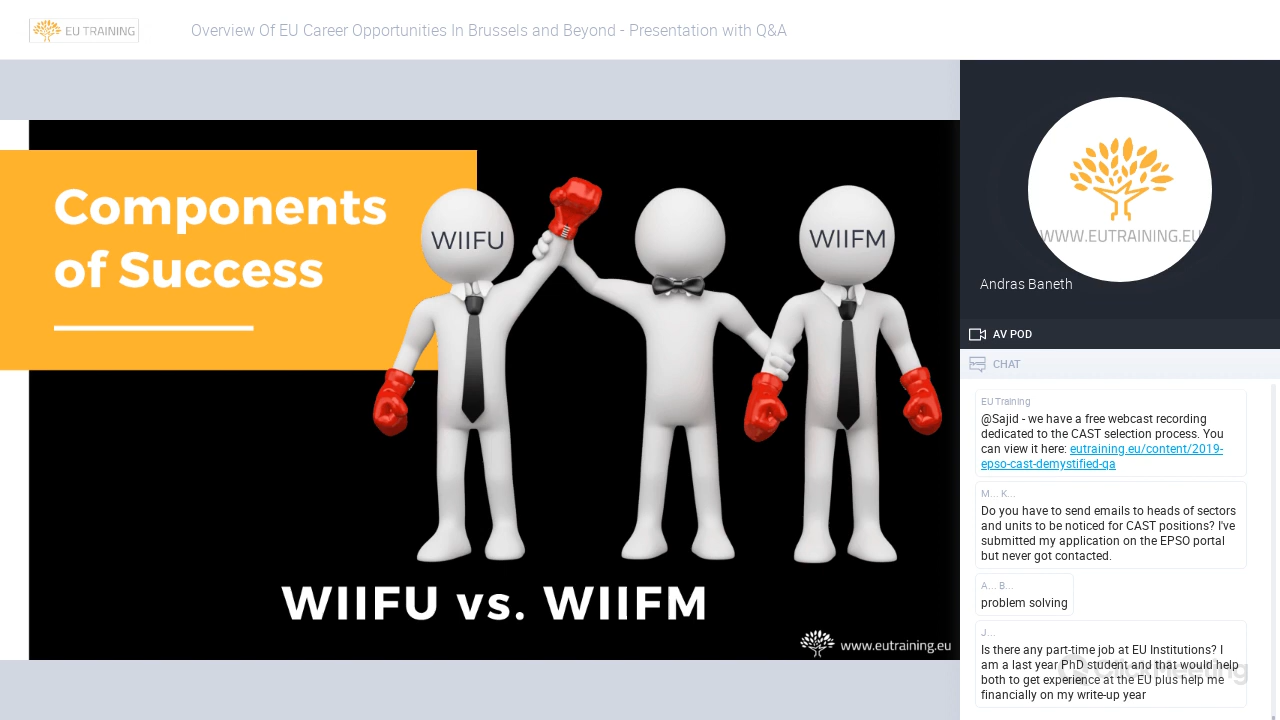 EU TRAINING
Overview Of EU Career Opportunities In Brussels and Beyond - Presentation with Q&A
Components
of Success
WIIFU
WIIFM
WIIFU vs. WIIFM
www.eutraining.eu
WWW.EUTRAINING.EU
Andras Baneth
AV POD
CHAT
EU Training
@Sajid - we have a free webcast recording
dedicated to the CAST selection process. You
can view it here: eutraining.eu/content/2019-
epso-cast-demystified-qa
M... K...
Do you have to send emails to heads of sectors
and units to be noticed for CAST positions? I've
submitted my application on the EPSO portal
but never got contacted.
A... B...
problem solving
J...
Is there any part-time job at EU Institutions? I
am a last year PhD student and that would help
both to get experience at the EU plus help me
financially on my write-up year